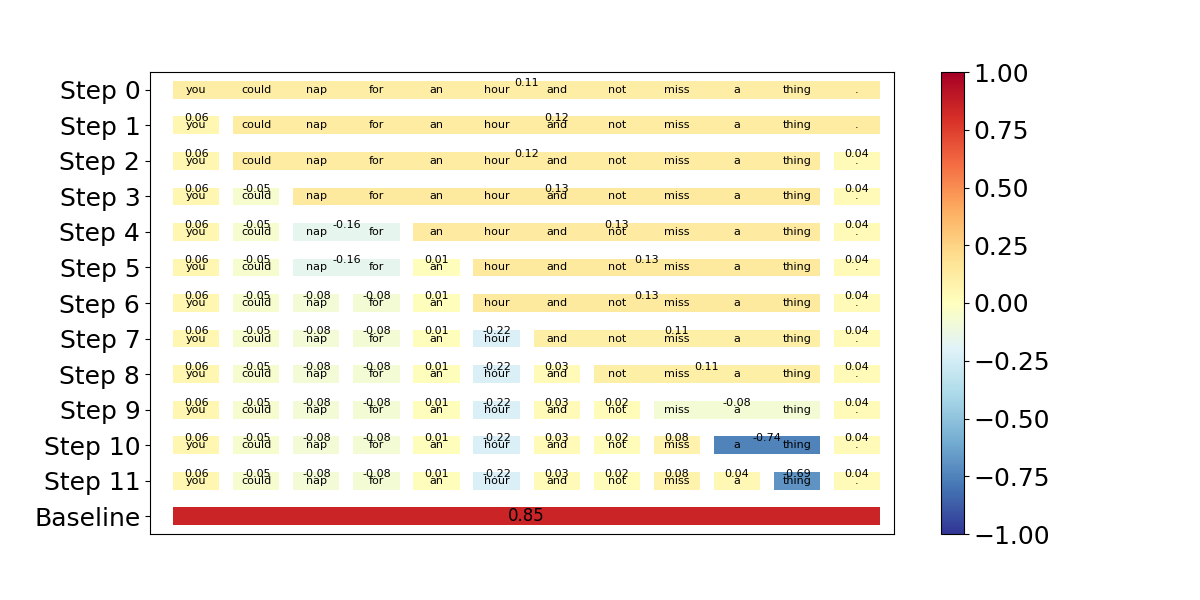 0.11
Step 0 you could nap for an hour and not miss a thing .
0.06 0.12
Step 1 you could nap for an hour and not miss a thing .
0.06 0.12 0.04
Step 2 you could nap for an hour and not miss a thing .
0.06 -0.05 0.13 0.04
Step 3 you could nap for an hour and not miss a thing .
0.06 -0.05 -0.16 0.13 0.04
Step 4 you could nap for an hour and not miss a thing .
0.06 -0.05 -0.16 0.01 0.13 0.04
Step 5 you could nap for an hour and not miss a thing .
0.06 -0.05 -0.08 -0.08 0.01 0.13 0.04
Step 6 you could nap for an hour and not miss a thing .
0.06 -0.05 -0.08 -0.08 0.01 -0.22 0.11 0.04
Step 7 you could nap for an hour and not miss a thing .
0.06 -0.05 -0.08 -0.08 0.01 -0.22 0.03 0.11 0.04
Step 8 you could nap for an hour and not miss a thing .
0.06 -0.05 -0.08 -0.08 0.01 -0.22 0.03 0.02 -0.08 0.04
Step 9 you could nap for an hour and not miss a thing .
0.06 -0.05 -0.08 -0.08 0.01 -0.22 0.03 0.02 0.08 -0.74 0.04
Step 10 you could nap for an hour and not miss a thing .
0.06 -0.05 -0.08 -0.08 0.01 -0.22 0.03 0.02 0.08 0.04 -0.69 0.04
Step 11 you could nap for an hour and not miss a thing .
Baseline 0.85
1.00
0.75
0.50
0.25
0.00
−0.25
−0.50
−0.75
−1.00